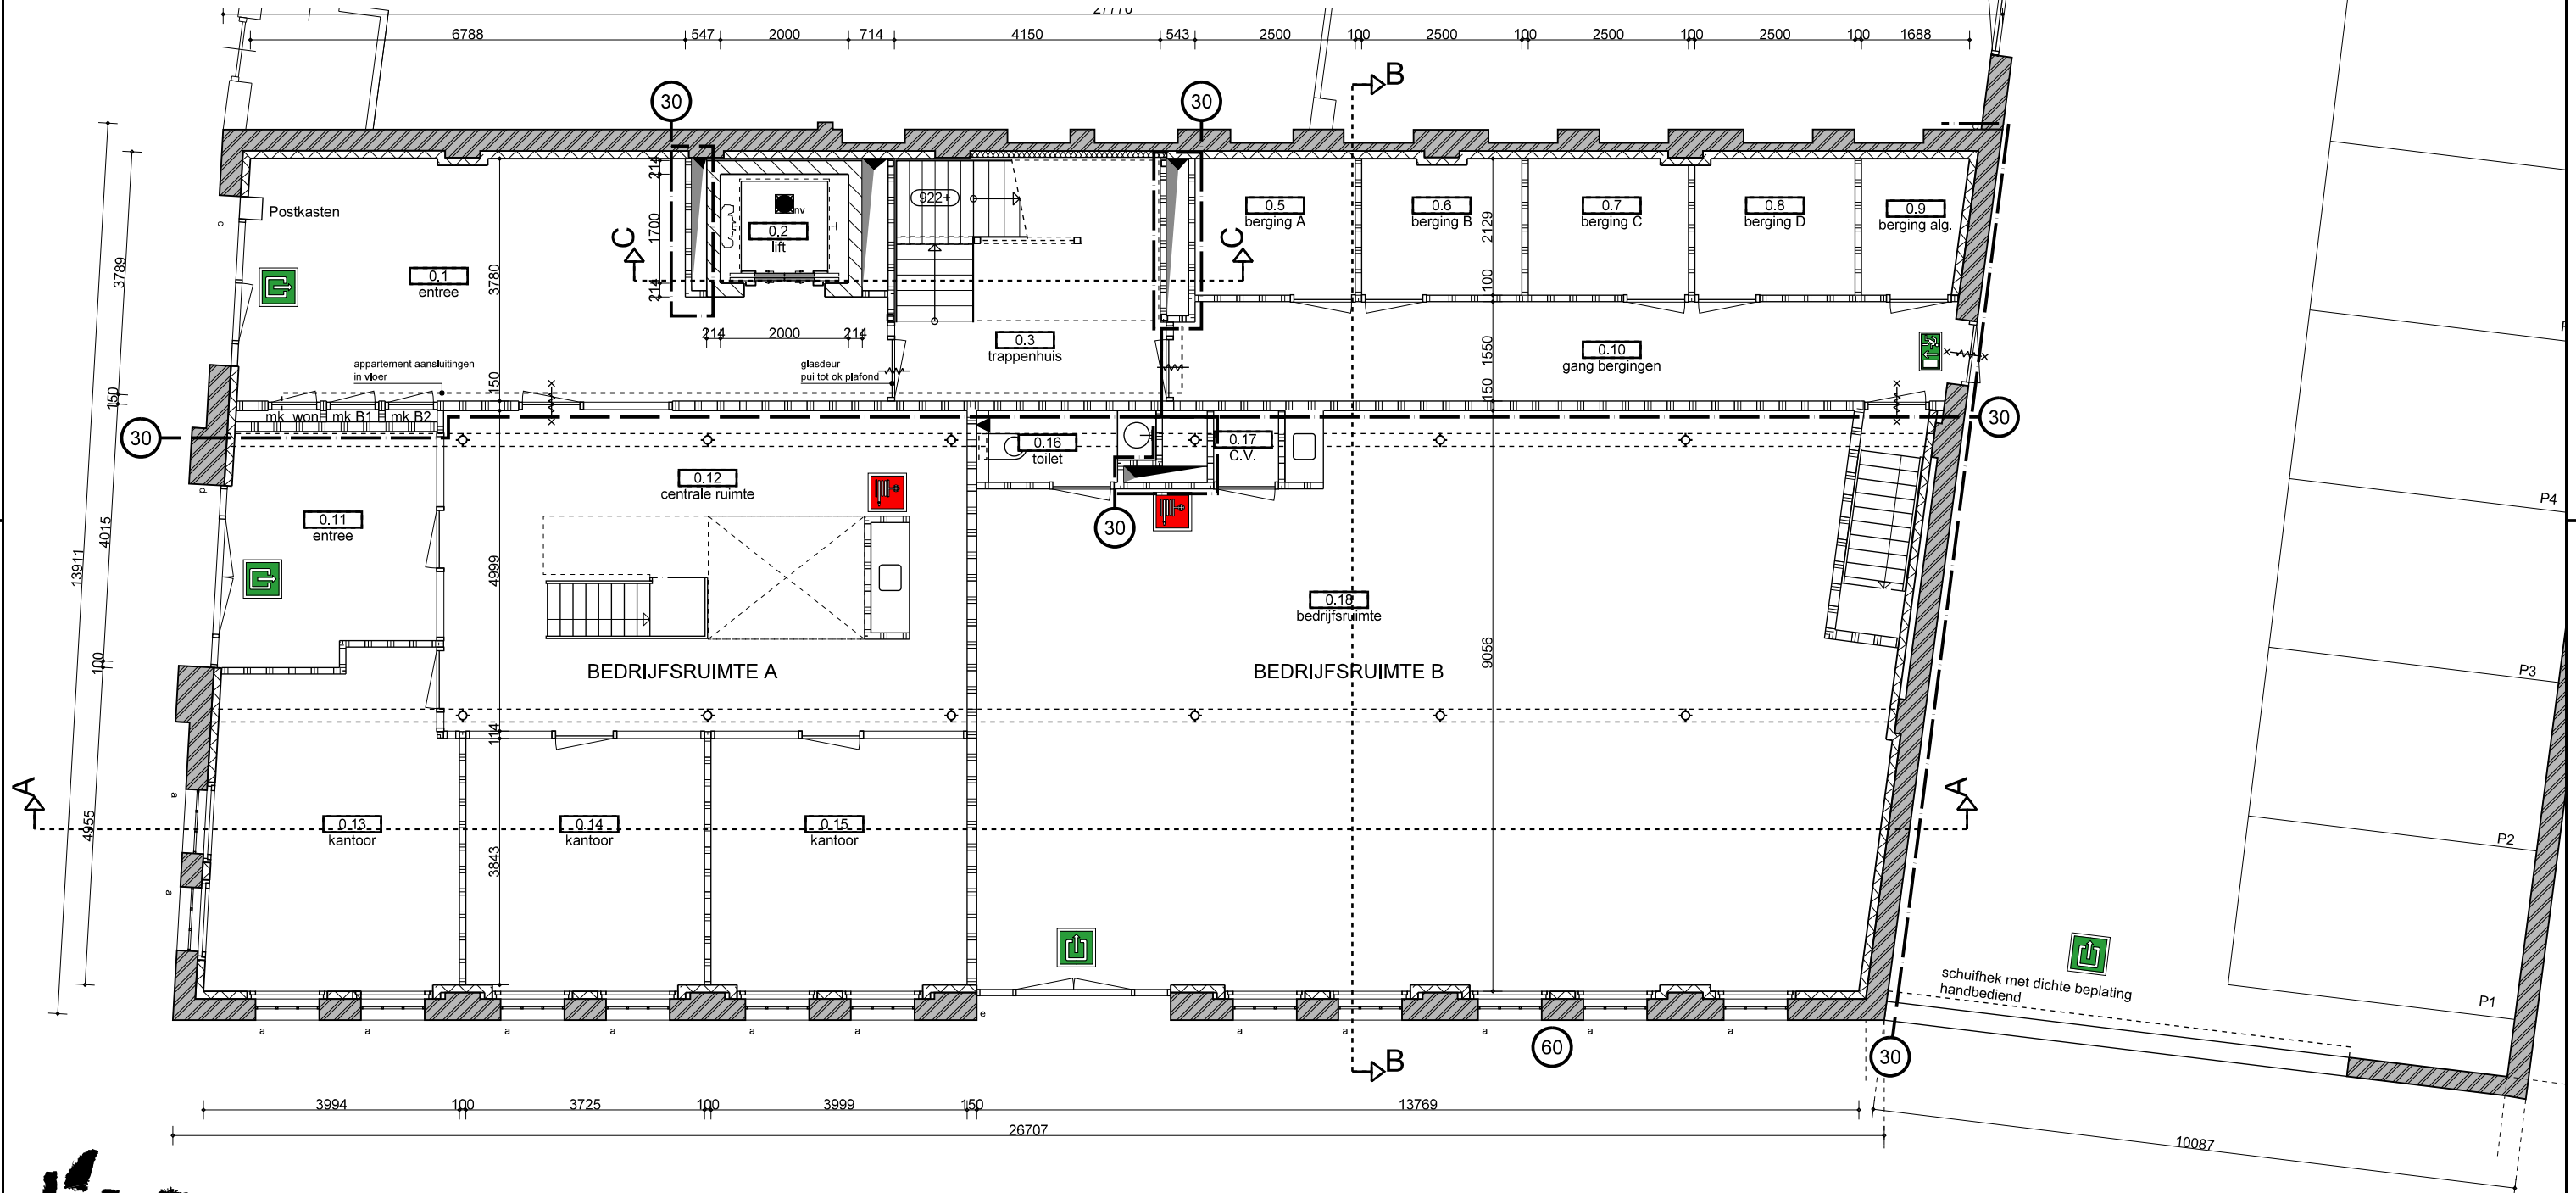 27770
6788 547 2000 714 4150 543 2500 100 2500 100 2500 100 2500 100 1688
B
30
30
Postkasten
c
214
1700
214
3780
C
C
nv
0.2
lift
922+
0.1
entree
0.5
berging A
0.6
berging B
0.7
berging C
0.8
berging D
0.9
berging alg.
2129
100
3789
214 2000 214
0.3
trappenhuis
1550
0.10
gang bergingen
appartement aansluitingen
in vloer
glasdeur
pui tot ok plafond
150
150
150
mk. won mk.B1 mk.B2
30
30
0.16
toilet
0.17
C.V.
0.12
centrale ruimte
d
0.11
entree
30
P4
13911
4015
4999
0.18
bedrijfsruimte
9056
100
BEDRIJFSRUIMTE A
BEDRIJFSRUIMTE B
P3
114
A
A
a
4955
0.13
kantoor
0.14
kantoor
0.15
kantoor
P2
3843
a
schuifhek met dichte beplating
handbediend
P1
e
a a a a a a a a a a a
60
B
30
3994 100 3725 100 3999 150 13769
26707
10087